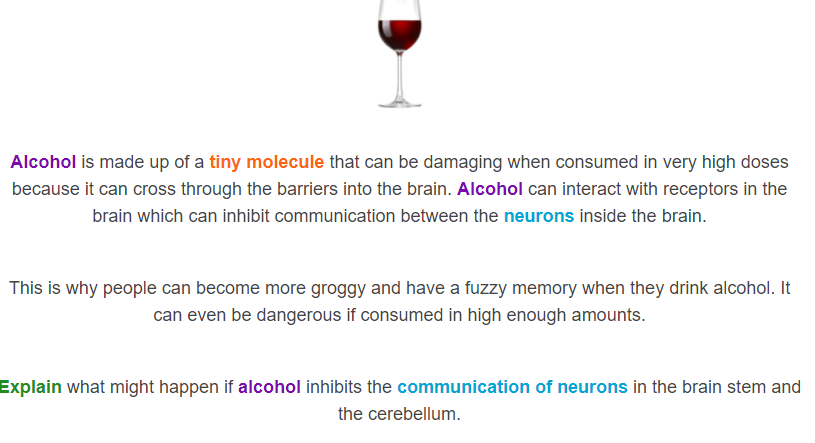 Alcohol is made up of a tiny molecule that can be damaging when consumed in very high doses
because it can cross through the barriers into the brain. Alcohol can interact with receptors in the
brain which can inhibit communication between the neurons inside the brain.
This is why people can become more groggy and have a fuzzy memory when they drink alcohol. It
can even be dangerous if consumed in high enough amounts.
Explain what might happen if alcohol inhibits the communication of neurons in the brain stem and
the cerebellum.